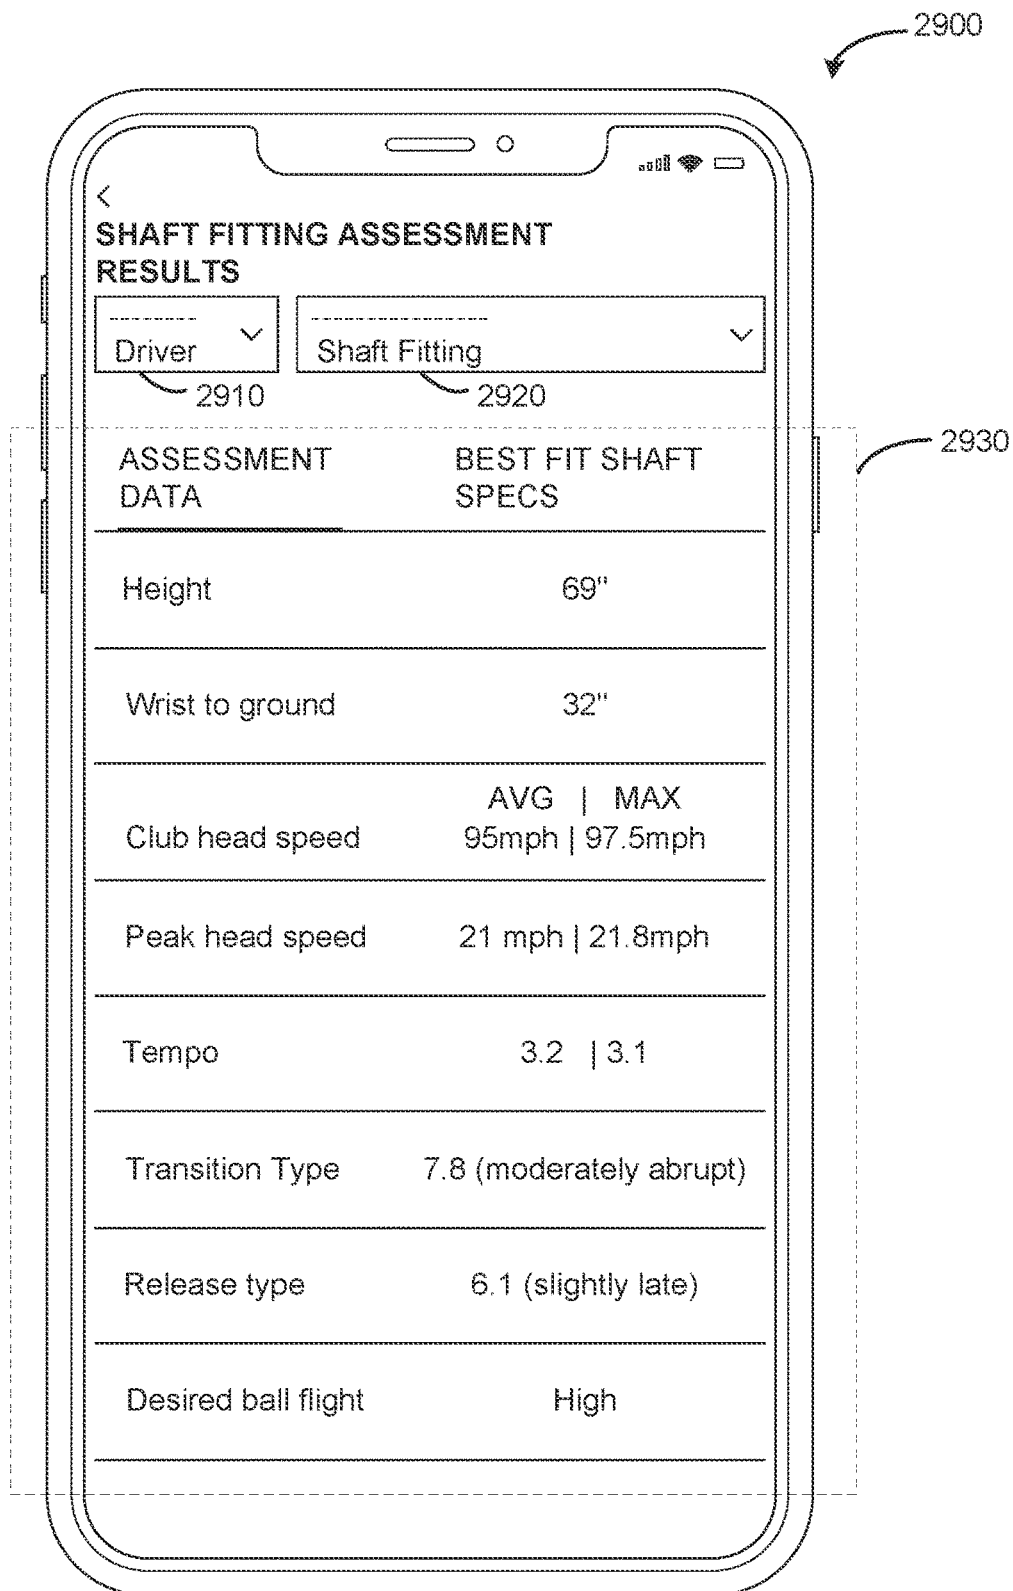 2900
<
SHAFT FITTING ASSESSMENT
RESULTS
Driver
Shaft Fitting
2910
2920
2930
ASSESSMENT
DATA
BEST FIT SHAFT
SPECS
Height 69"
Wrist to ground 32"
AVG | MAX
Club head speed 95mph | 97.5mph
Peak head speed 21 mph | 21.8mph
Tempo 3.2 | 3.1
Transition Type 7.8 (moderately abrupt)
Release type 6.1 (slightly late)
Desired ball flight High